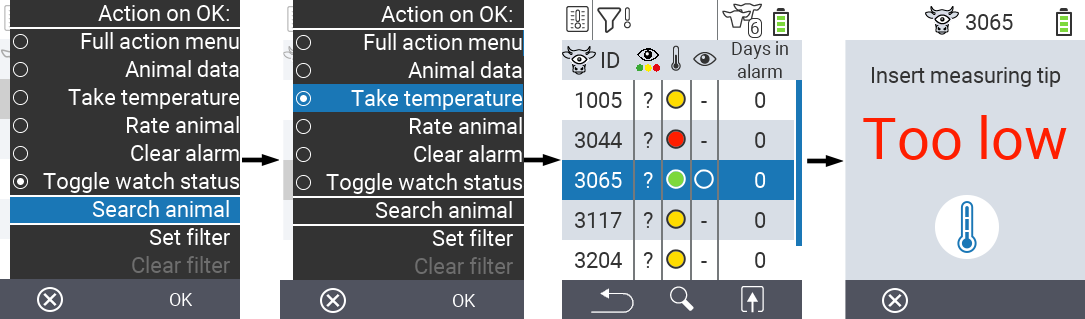 Action on OK:
Full action menu
Animal data
Take temperature
Rate animal
Clear alarm
Toggle watch status
Search animal
Set filter
Clear filter
OK
Action on OK:
Full action menu
Animal data
Take temperature
Rate animal
Clear alarm
Toggle watch status
Search animal
Set filter
Clear filter
OK
6
ID Days in
alarm
1005 ? - 0
3044 ? - 0
3065 ? 0
3117 ? - 0
3204 ? - 0
3065
Insert measuring tip
Too low